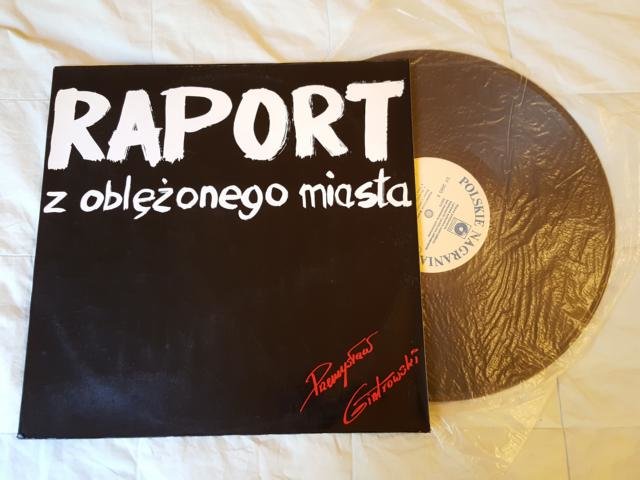 RAPORT
z oblężonego miasta
Przemysław
Gintrowski
POLSKIE NAGRANIA